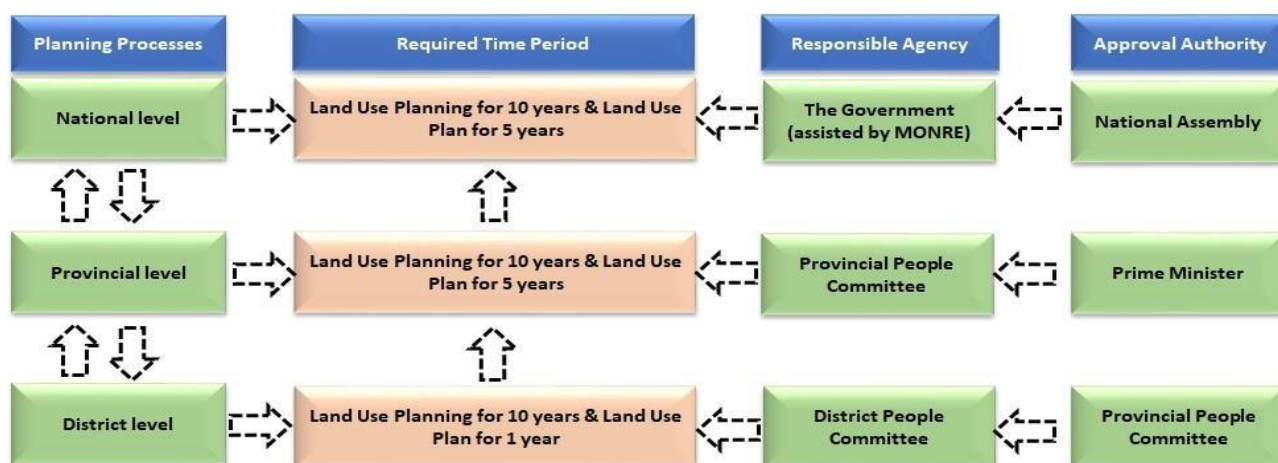 Planning Processes
Required Time Period
Responsible Agency
Approval Authority
National level
Land Use Planning for 10 years & Land Use
Plan for 5 years
The Government
(assisted by MONRE)
National Assembly
Provincial level
Land Use Planning for 10 years & Land Use
Plan for 5 years
Provincial People
Committee
Prime Minister
District level
Land Use Planning for 10 years & Land Use
Plan for 1 year
District People
Committee
Provincial People
Committee